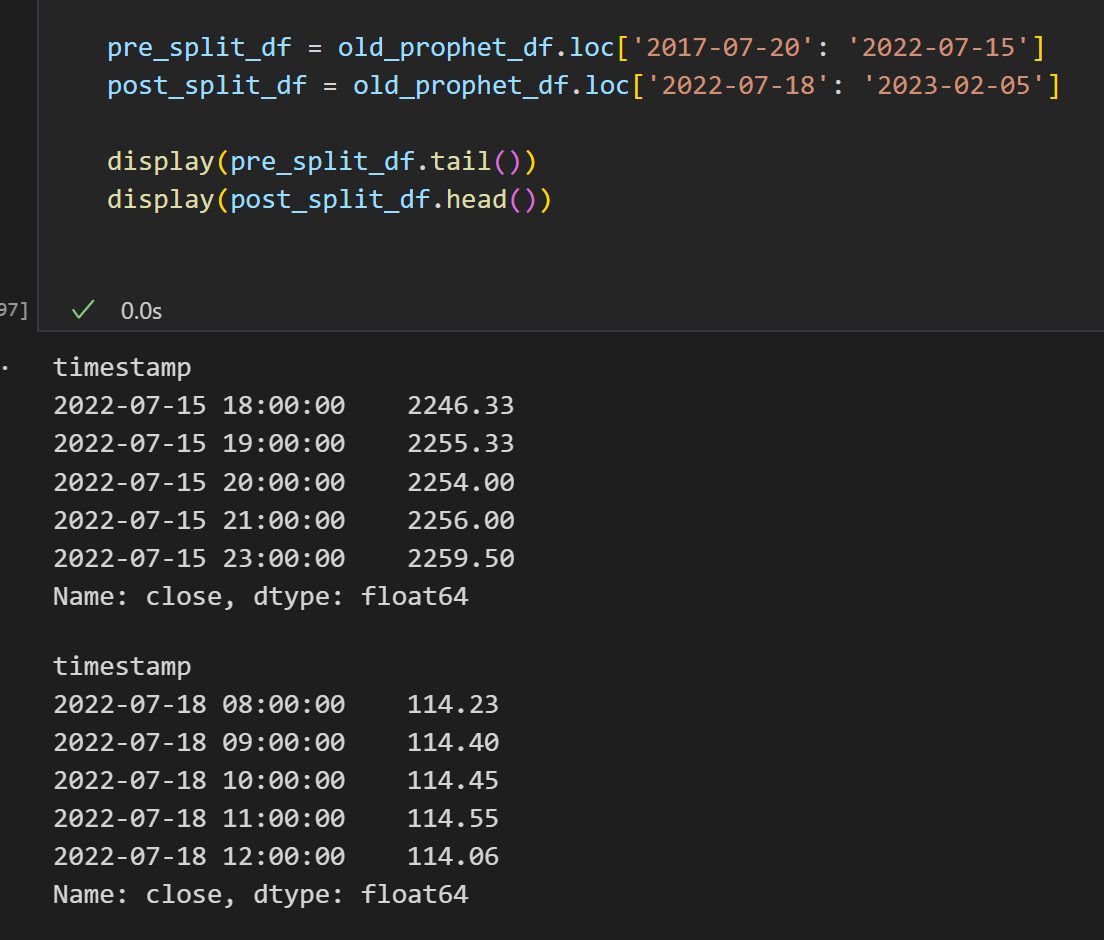 pre_split_df = old_prophet_df.loc['2017-07-20': '2022-07-15']
post_split_df = old_prophet_df.loc['2022-07-18': '2023-02-05']
display(pre_split_df.tail())
display(post_split_df.head())
97]
0.0s
timestamp
2022-07-15 18:00:00    2246.33
2022-07-15 19:00:00    2255.33
2022-07-15 20:00:00    2254.00
2022-07-15 21:00:00    2256.00
2022-07-15 23:00:00    2259.50
Name: close, dtype: float64
timestamp
2022-07-18 08:00:00    114.23
2022-07-18 09:00:00    114.40
2022-07-18 10:00:00    114.45
2022-07-18 11:00:00    114.55
2022-07-18 12:00:00    114.06
Name: close, dtype: float64